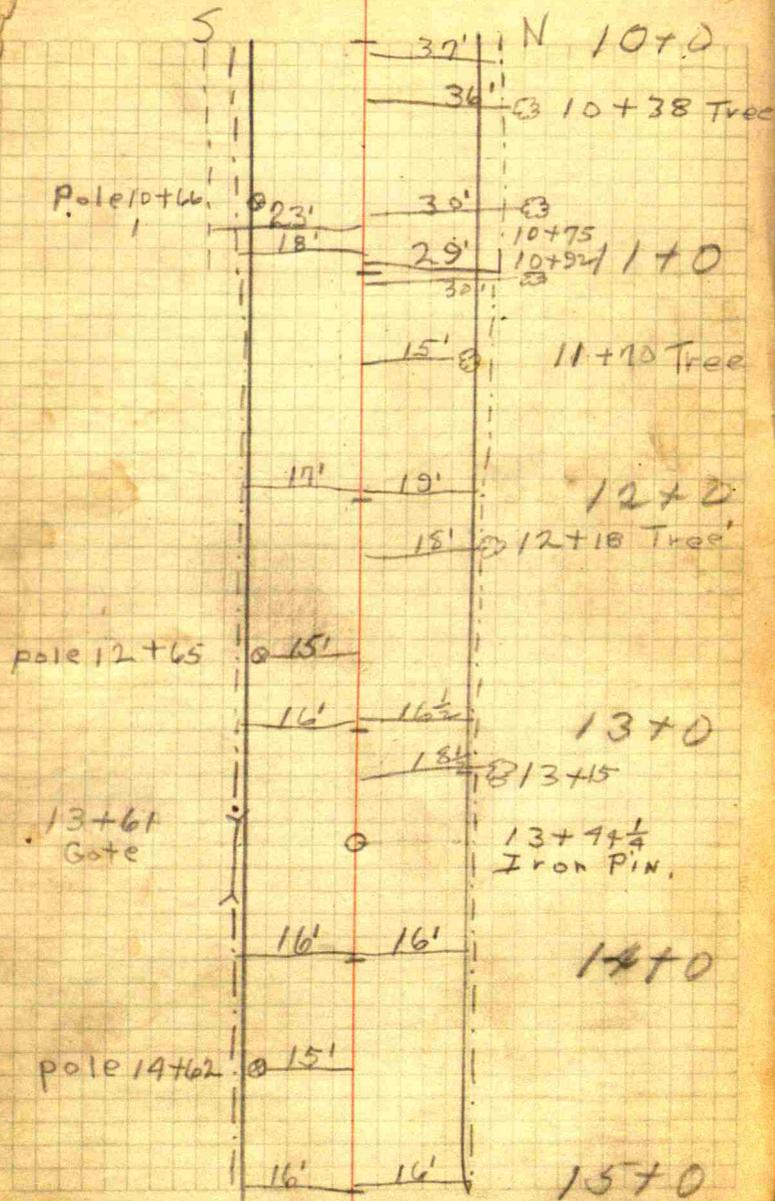 S N 10+0
37'
36' 10+38 Tree
Pole 10+66 30'
23' 10+75
18' 29' 10+92 11+0
30'
15' 11+70 Tree
17' 19' 12+0
18' 12+18 Tree
pole 12+65 15'
16' 16½ 13+0
18½ 13+15
13+61
Gate
13+44¼
Iron Pin.
16' 16' 14+0
pole 14+62 15'
16' 16' 15+0